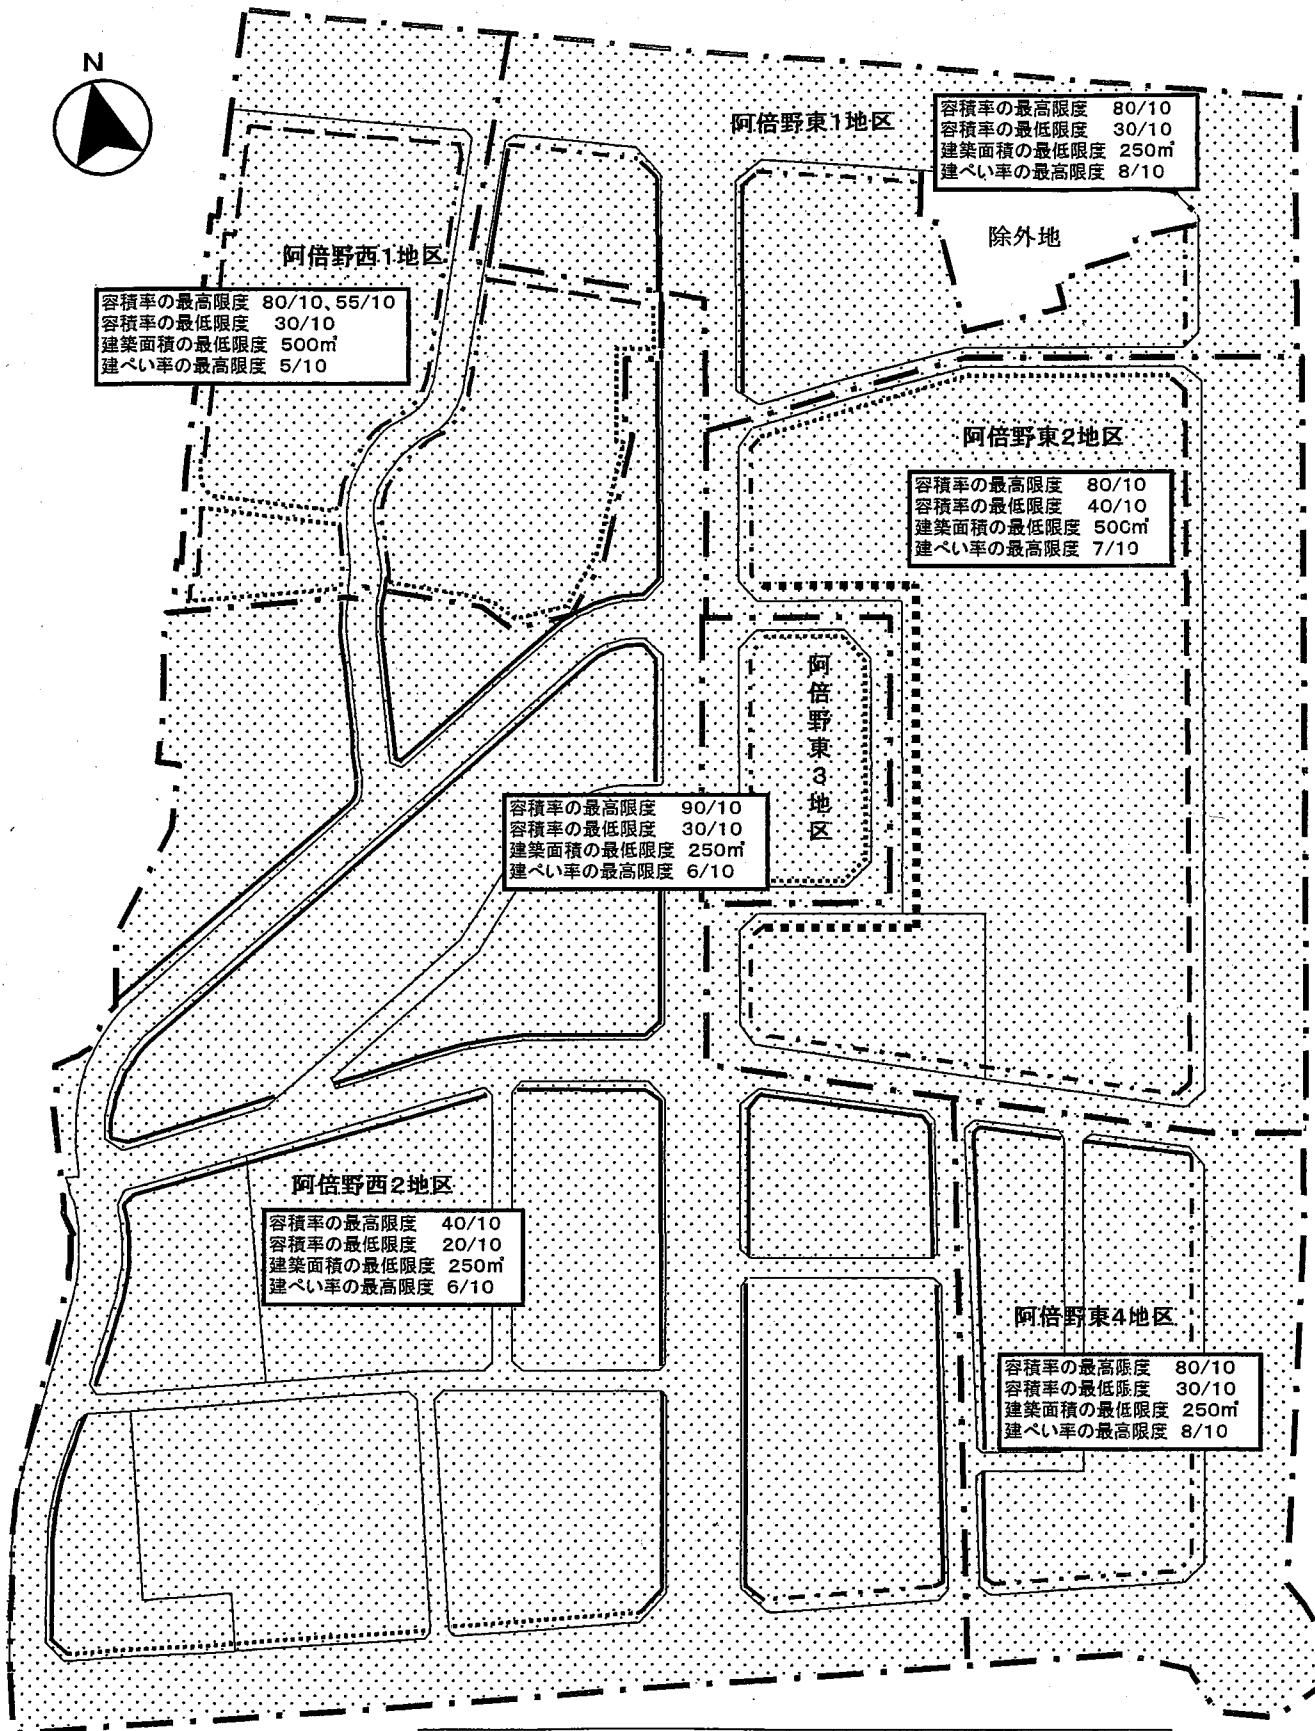 N
阿倍野東1地区
容積率の最高限度 80/10
容積率の最低限度 30/10
建築面積の最低限度 250㎡
建ぺい率の最高限度 8/10
除外地
阿倍野西1地区
容積率の最高限度 80/10、55/10
容積率の最低限度 30/10
建築面積の最低限度 500㎡
建ぺい率の最高限度 5/10
阿倍野東2地区
容積率の最高限度 80/10
容積率の最低限度 40/10
建築面積の最低限度 500㎡
建ぺい率の最高限度 7/10
阿倍野東3地区
容積率の最高限度 90/10
容積率の最低限度 30/10
建築面積の最低限度 250㎡
建ぺい率の最高限度 6/10
阿倍野西2地区
容積率の最高限度 40/10
容積率の最低限度 20/10
建築面積の最低限度 250㎡
建ぺい率の最高限度 6/10
阿倍野東4地区
容積率の最高限度 80/10
容積率の最低限度 30/10
建築面積の最低限度 250㎡
建ぺい率の最高限度 8/10